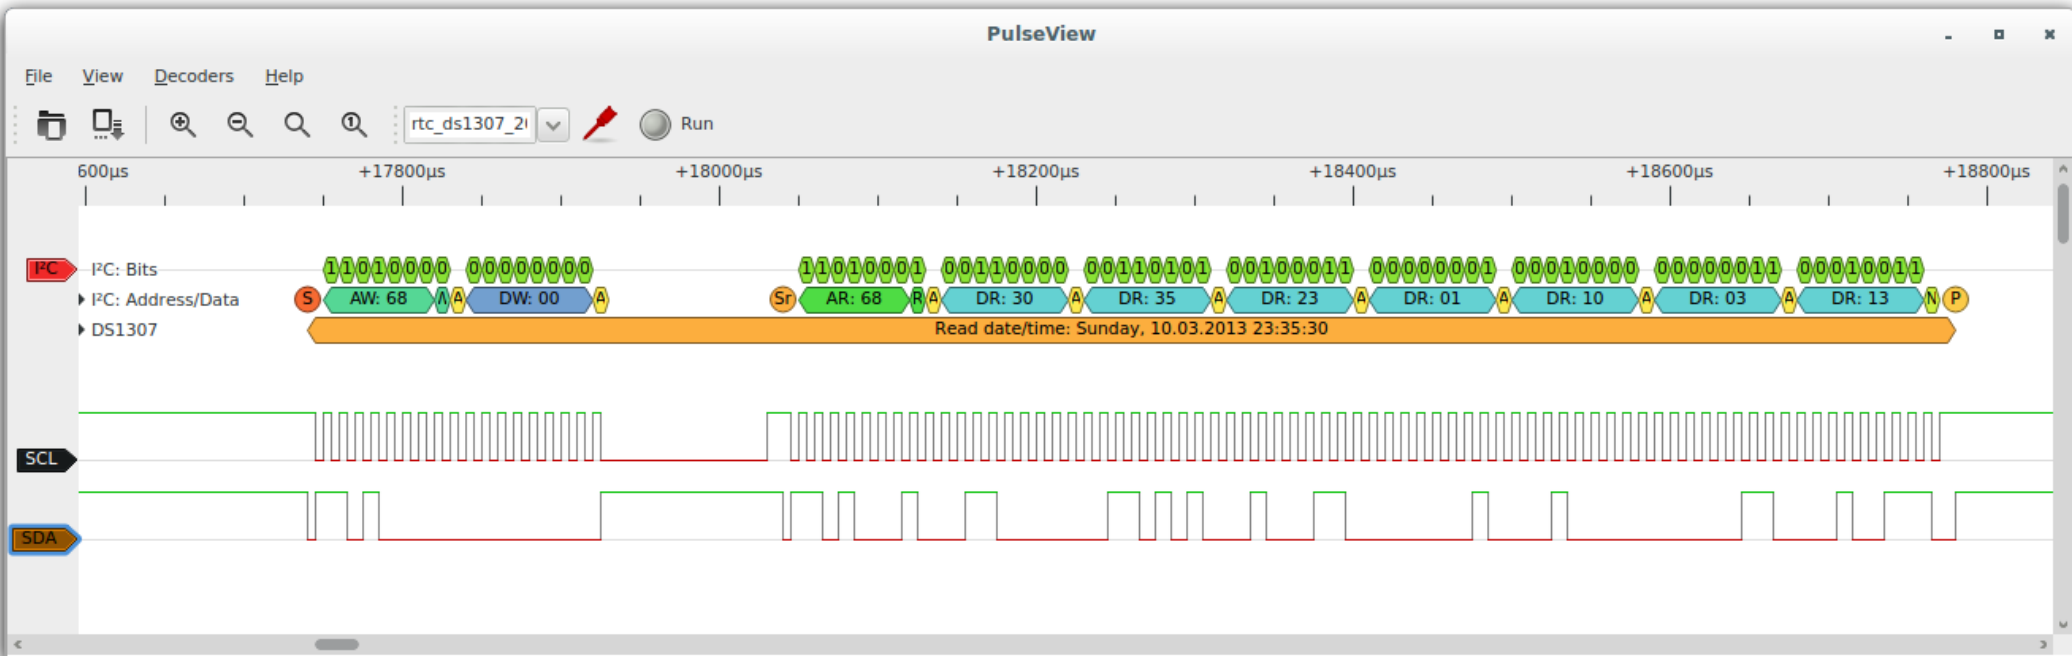 PulseView
File View Decoders Help
rtc_ds1307_2 Run
600µs +17800µs +18000µs +18200µs +18400µs +18600µs +18800µs
I²C I²C: Bits 11010000 00000000 11010001 00110000 00110101 00100011 00000001 00010000 00000011 00010011
I²C: Address/Data S AW: 68 A DW: 00 A Sr AR: 68 R A DR: 30 A DR: 35 A DR: 23 A DR: 01 A DR: 10 A DR: 03 A DR: 13 N P
DS1307 Read date/time: Sunday, 10.03.2013 23:35:30
SCL
SDA